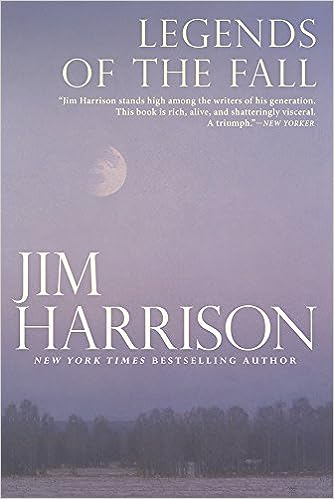 LEGENDS
OF THE FALL
“Jim Harrison stands high among the writers of his generation.
This book is rich, alive, and shatteringly visceral.
A triumph.”—NEW YORKER
JIM
HARRISON
NEW YORK TIMES BESTSELLING AUTHOR